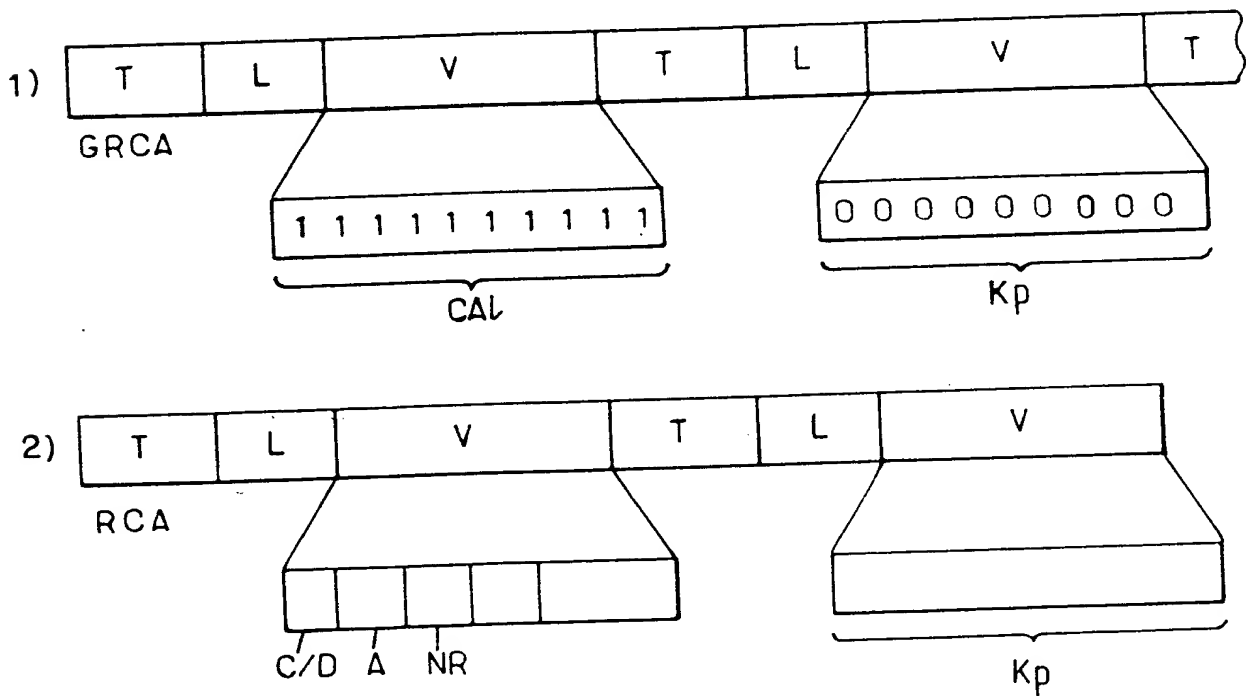 1) T L V T L V T
GRCA
1 1 1 1 1 1 1 1 1 1
0 0 0 0 0 0 0 0 0
CAl
Kp
2) T L V T L V
RCA
C/D A NR
Kp